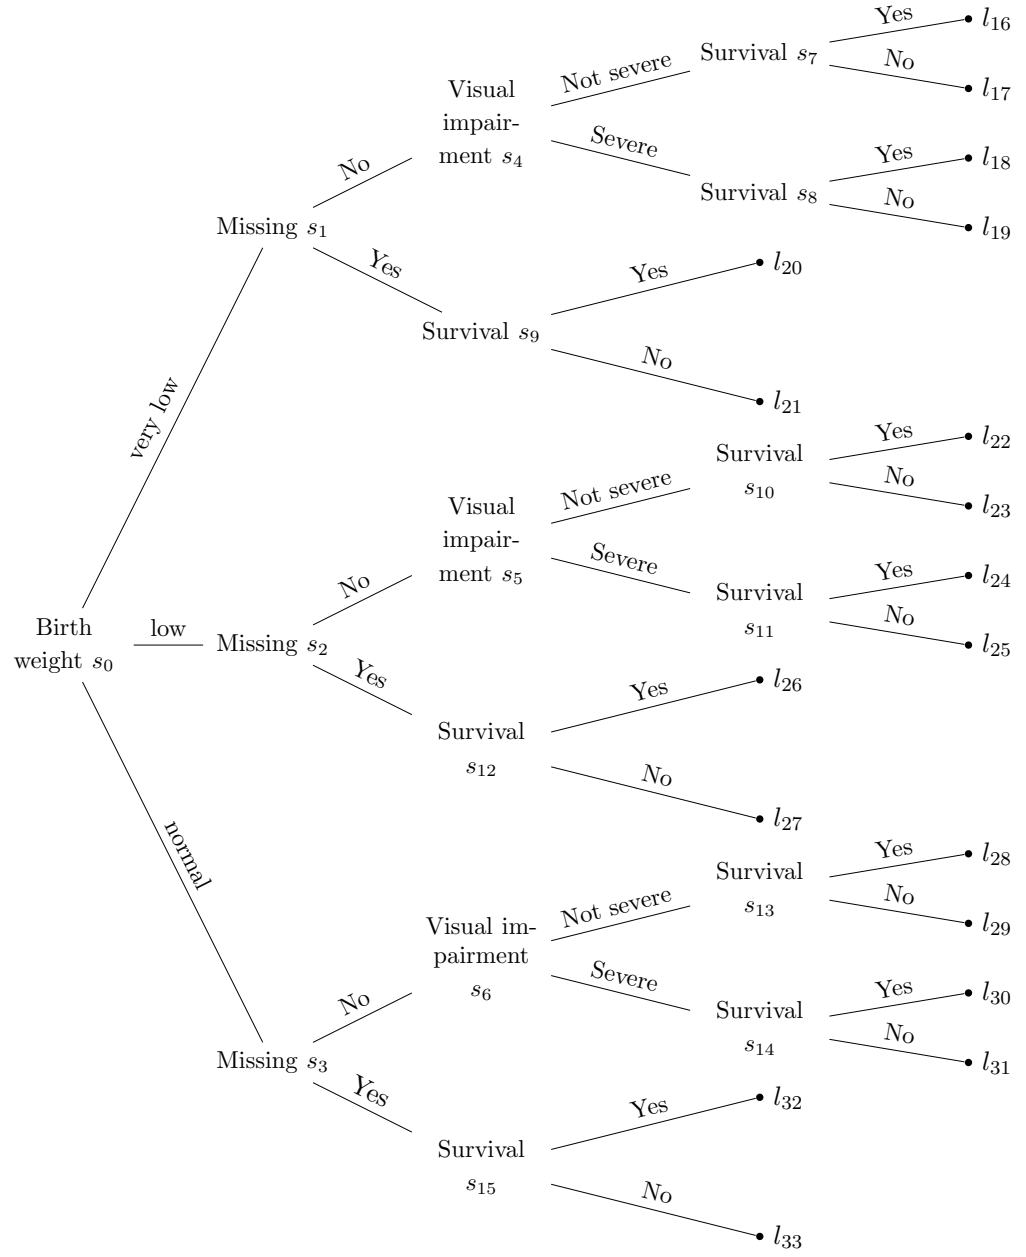 Birth
weight s₀
very low
low
normal
Missing s₁
No
Yes
Visual
impair-
ment s₄
Not severe
Severe
Survival s₇
Yes
l₁₆
No
l₁₇
Survival s₈
Yes
l₁₈
No
l₁₉
Survival s₉
Yes
l₂₀
No
l₂₁
Missing s₂
No
Yes
Visual
impair-
ment s₅
Not severe
Severe
Survival
s₁₀
Yes
l₂₂
No
l₂₃
Survival
s₁₁
Yes
l₂₄
No
l₂₅
Survival
s₁₂
Yes
l₂₆
No
l₂₇
Missing s₃
No
Yes
Visual im-
pairment
s₆
Not severe
Severe
Survival
s₁₃
Yes
l₂₈
No
l₂₉
Survival
s₁₄
Yes
l₃₀
No
l₃₁
Survival
s₁₅
Yes
l₃₂
No
l₃₃